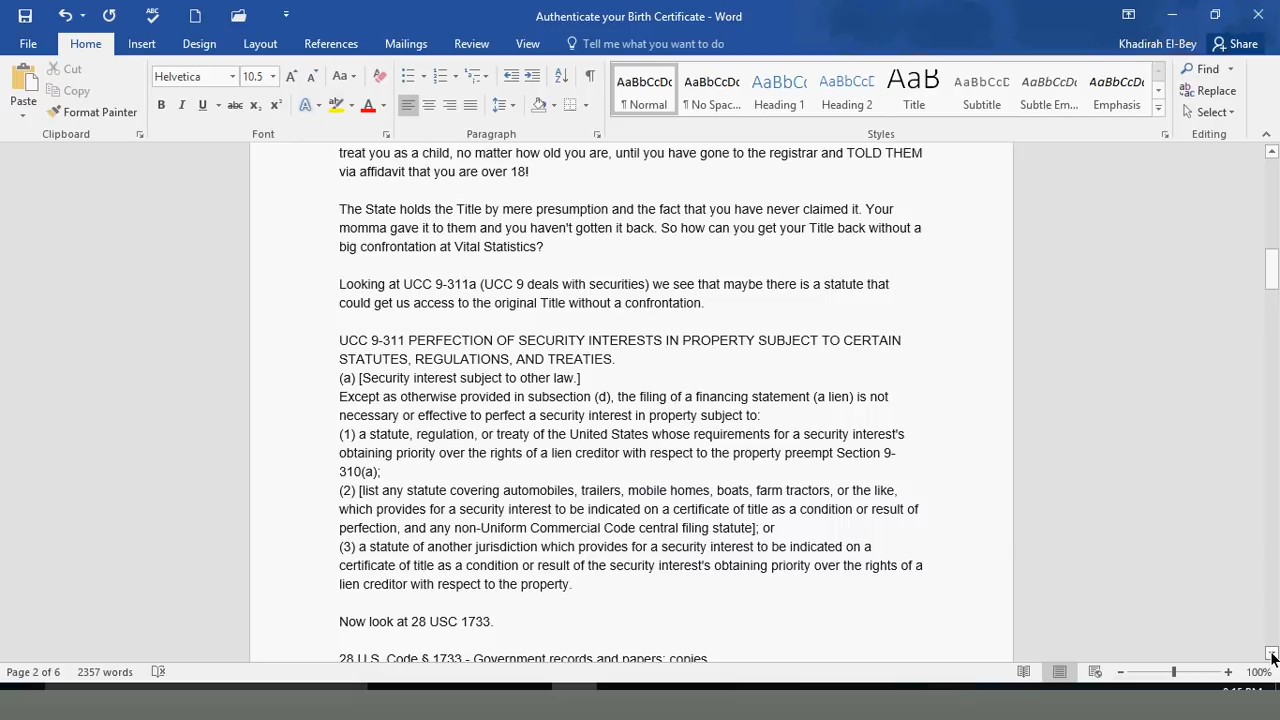 Authenticate your Birth Certificate - Word
File Home Insert Design Layout References Mailings Review View Tell me what you want to do Khadirah El-Bey Share
Paste
Cut
Copy
Format Painter
Clipboard
Helvetica 10.5
Font
Paragraph
AaBbCcDc AaBbCcDc AaBbC AaBbCcC AaB AaBbCcD AaBbCcDc AaBbCcDc
¶ Normal ¶ No Spac... Heading 1 Heading 2 Title Subtitle Subtle Em... Emphasis
Styles
Find
Replace
Select
Editing
treat you as a child, no matter how old you are, until you have gone to the registrar and TOLD THEM
via affidavit that you are over 18!
The State holds the Title by mere presumption and the fact that you have never claimed it. Your
momma gave it to them and you haven't gotten it back. So how can you get your Title back without a
big confrontation at Vital Statistics?
Looking at UCC 9-311a (UCC 9 deals with securities) we see that maybe there is a statute that
could get us access to the original Title without a confrontation.
UCC 9-311 PERFECTION OF SECURITY INTERESTS IN PROPERTY SUBJECT TO CERTAIN
STATUTES, REGULATIONS, AND TREATIES.
(a) [Security interest subject to other law.]
Except as otherwise provided in subsection (d), the filing of a financing statement (a lien) is not
necessary or effective to perfect a security interest in property subject to:
(1) a statute, regulation, or treaty of the United States whose requirements for a security interest's
obtaining priority over the rights of a lien creditor with respect to the property preempt Section 9-
310(a);
(2) [list any statute covering automobiles, trailers, mobile homes, boats, farm tractors, or the like,
which provides for a security interest to be indicated on a certificate of title as a condition or result of
perfection, and any non-Uniform Commercial Code central filing statute]; or
(3) a statute of another jurisdiction which provides for a security interest to be indicated on a
certificate of title as a condition or result of the security interest's obtaining priority over the rights of a
lien creditor with respect to the property.
Now look at 28 USC 1733.
28 U.S. Code § 1733 - Government records and papers; copies
Page 2 of 6 2357 words 100%